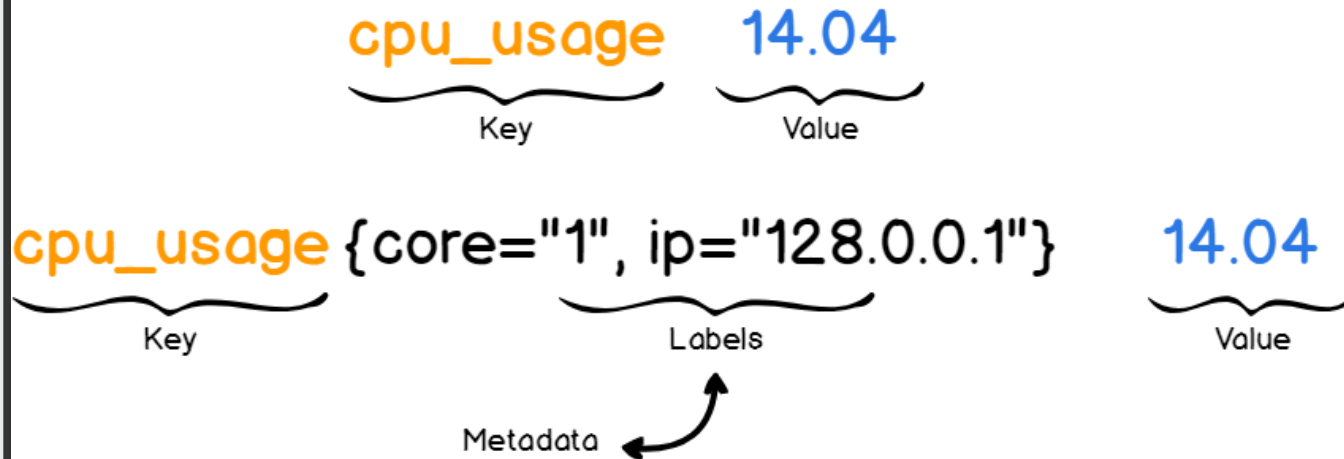 cpu_usage 14.04
Key Value
cpu_usage {core="1", ip="128.0.0.1"} 14.04
Key Labels Value
Metadata